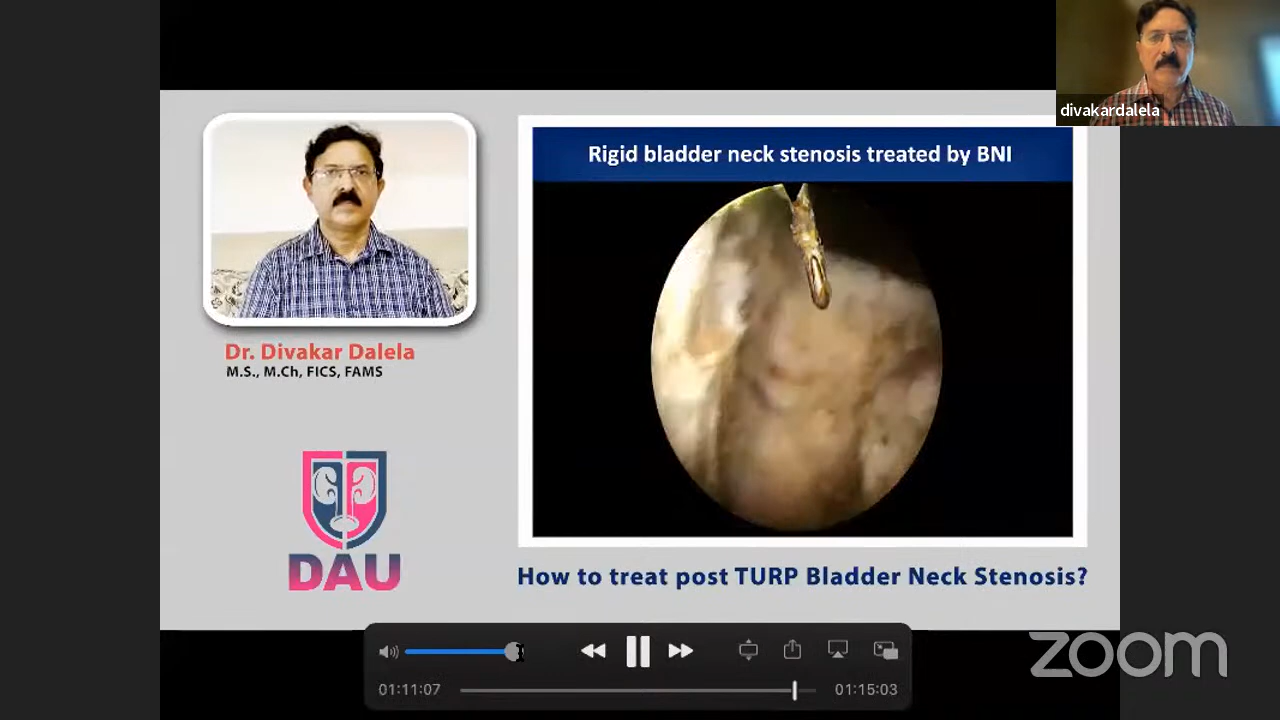 divakardalela
Rigid bladder neck stenosis treated by BNI
Dr. Divakar Dalela
M.S., M.Ch, FICS, FAMS
DAU
How to treat post TURP Bladder Neck Stenosis?
zoom
01:11:07
01:15:03